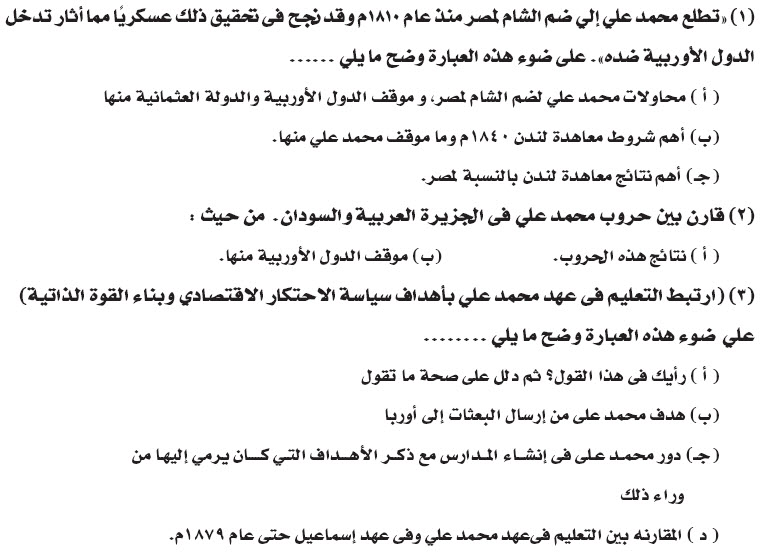 (١) «تطلع محمد علي إلي ضم الشام لمصر منذ عام ١٨١٠م وقد نجح فى تحقيق ذلك عسكريًا مما أثار تدخل
الدول الأوربية ضده». على ضوء هذه العبارة وضح ما يلي ......
( أ ) محاولات محمد علي لضم الشام لمصر، و موقف الدول الأوربية والدولة العثمانية منها
(ب) أهم شروط معاهدة لندن ١٨٤٠م وما موقف محمد علي منها.
(جـ) أهم نتائج معاهدة لندن بالنسبة لمصر.
(٢) قارن بين حروب محمد علي فى الجزيرة العربية والسودان. من حيث :
( أ ) نتائج هذه الحروب. (ب) موقف الدول الأوربية منها.
(٣) (ارتبط التعليم فى عهد محمد علي بأهداف سياسة الاحتكار الاقتصادي وبناء القوة الذاتية)
علي ضوء هذه العبارة وضح ما يلي ........
( أ ) رأيك فى هذا القول؟ ثم دلل على صحة ما تقول
(ب) هدف محمد على من إرسال البعثات إلى أوربا
(جـ) دور محمد على فى إنشاء المدارس مع ذكر الأهداف التي كان يرمي إليها من
وراء ذلك
( د ) المقارنه بين التعليم فىعهد محمد علي وفى عهد إسماعيل حتى عام ١٨٧٩م.